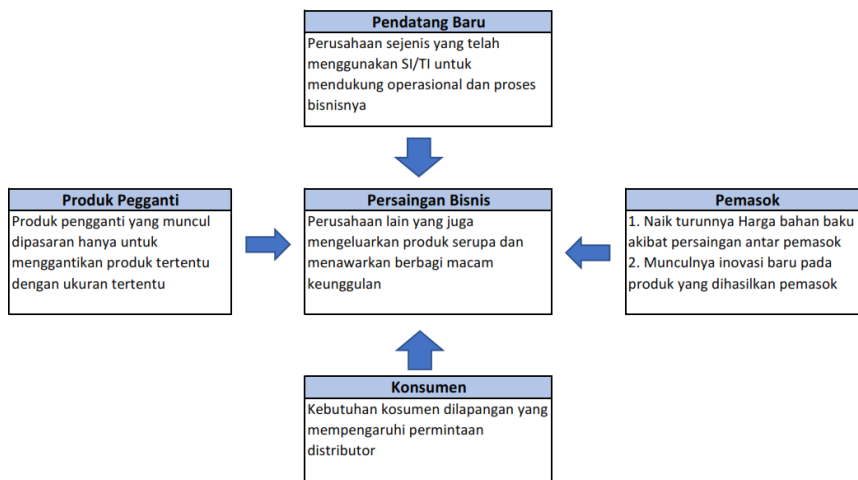 Pendatang Baru
Perusahaan sejenis yang telah
menggunakan SI/TI untuk
mendukung operasional dan proses
bisnisnya
Produk Pegganti
Produk pengganti yang muncul
dipasaran hanya untuk
menggantikan produk tertentu
dengan ukuran tertentu
Persaingan Bisnis
Perusahaan lain yang juga
mengeluarkan produk serupa dan
menawarkan berbagi macam
keunggulan
Pemasok
1. Naik turunnya Harga bahan baku
akibat persaingan antar pemasok
2. Munculnya inovasi baru pada
produk yang dihasilkan pemasok
Konsumen
Kebutuhan kosumen dilapangan yang
mempengaruhi permintaan
distributor